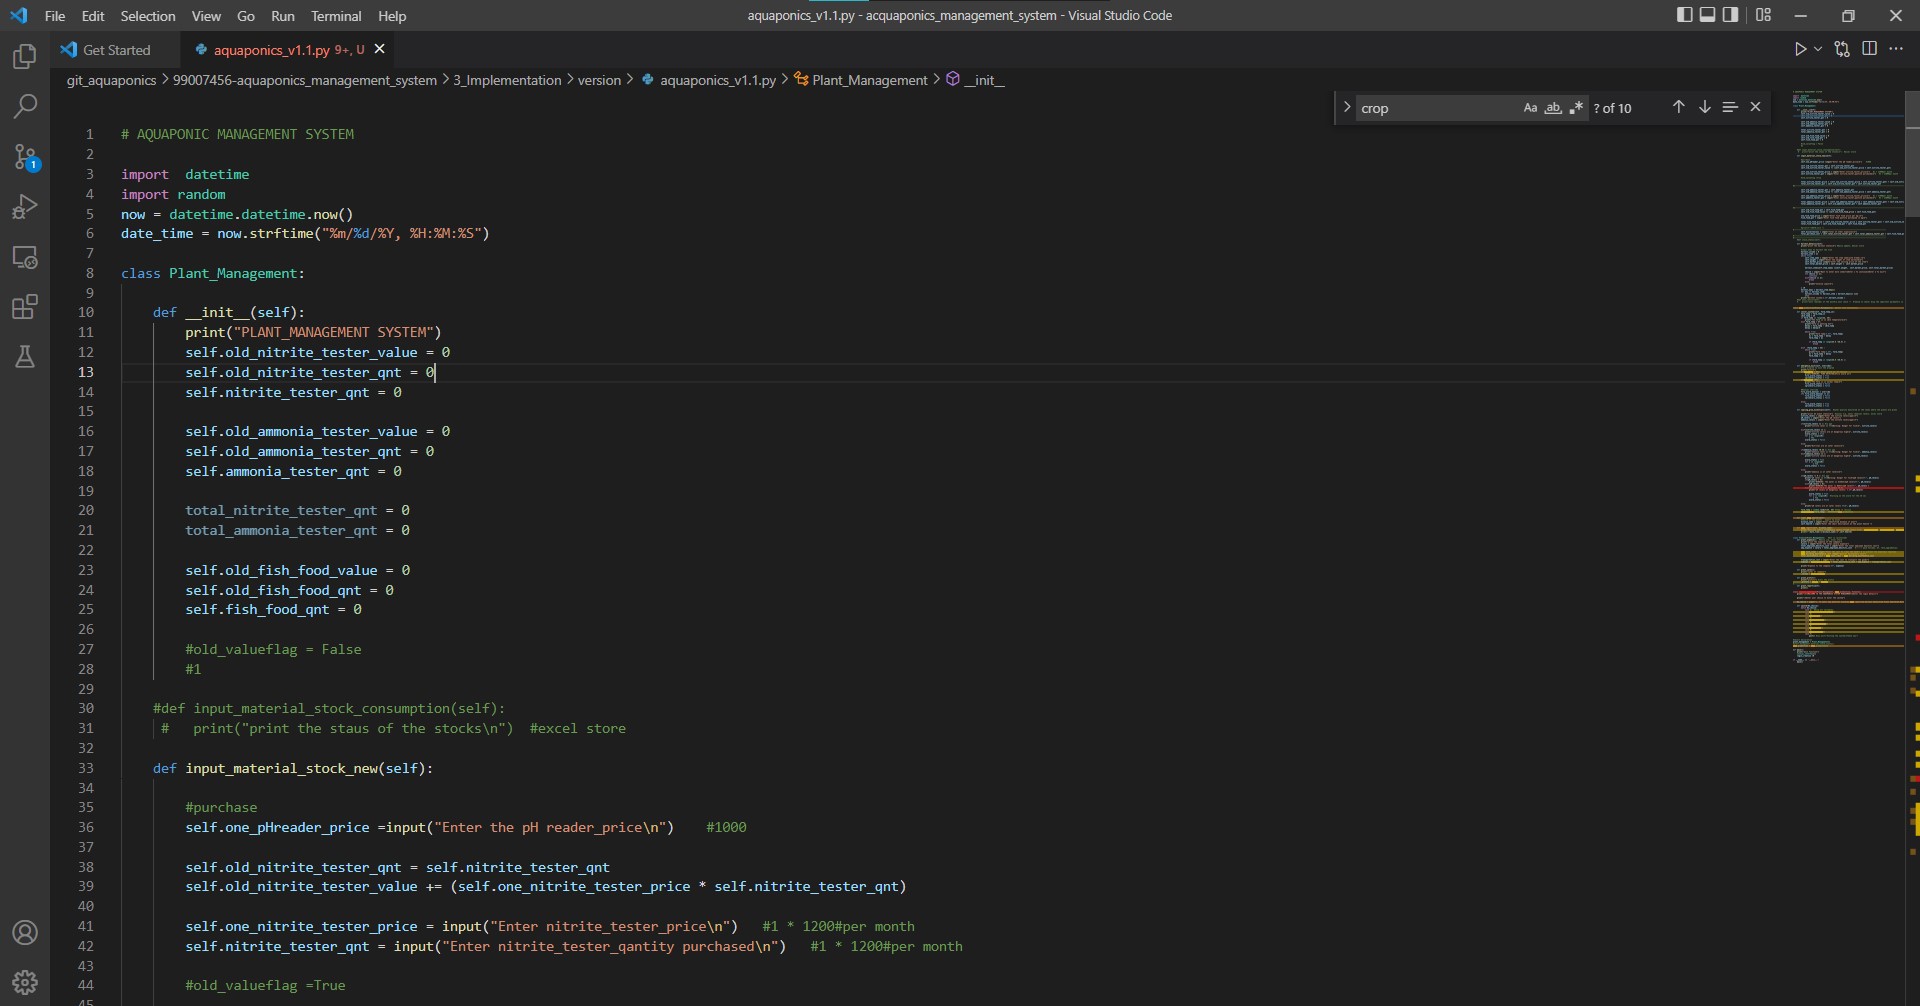 File Edit Selection View Go Run Terminal Help
aquaponics_v1.1.py - acquaponics_management_system - Visual Studio Code
Get Started
aquaponics_v1.1.py 9+, U
git_aquaponics > 99007456-aquaponics_management_system > 3_Implementation > version > aquaponics_v1.1.py > Plant_Management > __init__
crop Aa ab .* ? of 10
1
1 # AQUAPONIC MANAGEMENT SYSTEM
2
3 import  datetime
4 import random
5 now = datetime.datetime.now()
6 date_time = now.strftime("%m/%d/%Y, %H:%M:%S")
7
8 class Plant_Management:
9
10     def __init__(self):
11         print("PLANT_MANAGEMENT SYSTEM")
12         self.old_nitrite_tester_value = 0
13         self.old_nitrite_tester_qnt = 0
14         self.nitrite_tester_qnt = 0
15
16         self.old_ammonia_tester_value = 0
17         self.old_ammonia_tester_qnt = 0
18         self.ammonia_tester_qnt = 0
19
20         total_nitrite_tester_qnt = 0
21         total_ammonia_tester_qnt = 0
22
23         self.old_fish_food_value = 0
24         self.old_fish_food_qnt = 0
25         self.fish_food_qnt = 0
26
27         #old_valueflag = False
28         #1
29
30     #def input_material_stock_consumption(self):
31      #   print("print the staus of the stocks\n")  #excel store
32
33     def input_material_stock_new(self):
34
35         #purchase
36         self.one_pHreader_price =input("Enter the pH reader_price\n")    #1000
37
38         self.old_nitrite_tester_qnt = self.nitrite_tester_qnt
39         self.old_nitrite_tester_value += (self.one_nitrite_tester_price * self.nitrite_tester_qnt)
40
41         self.one_nitrite_tester_price = input("Enter nitrite_tester_price\n")   #1 * 1200#per month
42         self.nitrite_tester_qnt = input("Enter nitrite_tester_qantity purchased\n")   #1 * 1200#per month
43
44         #old_valueflag =True
45